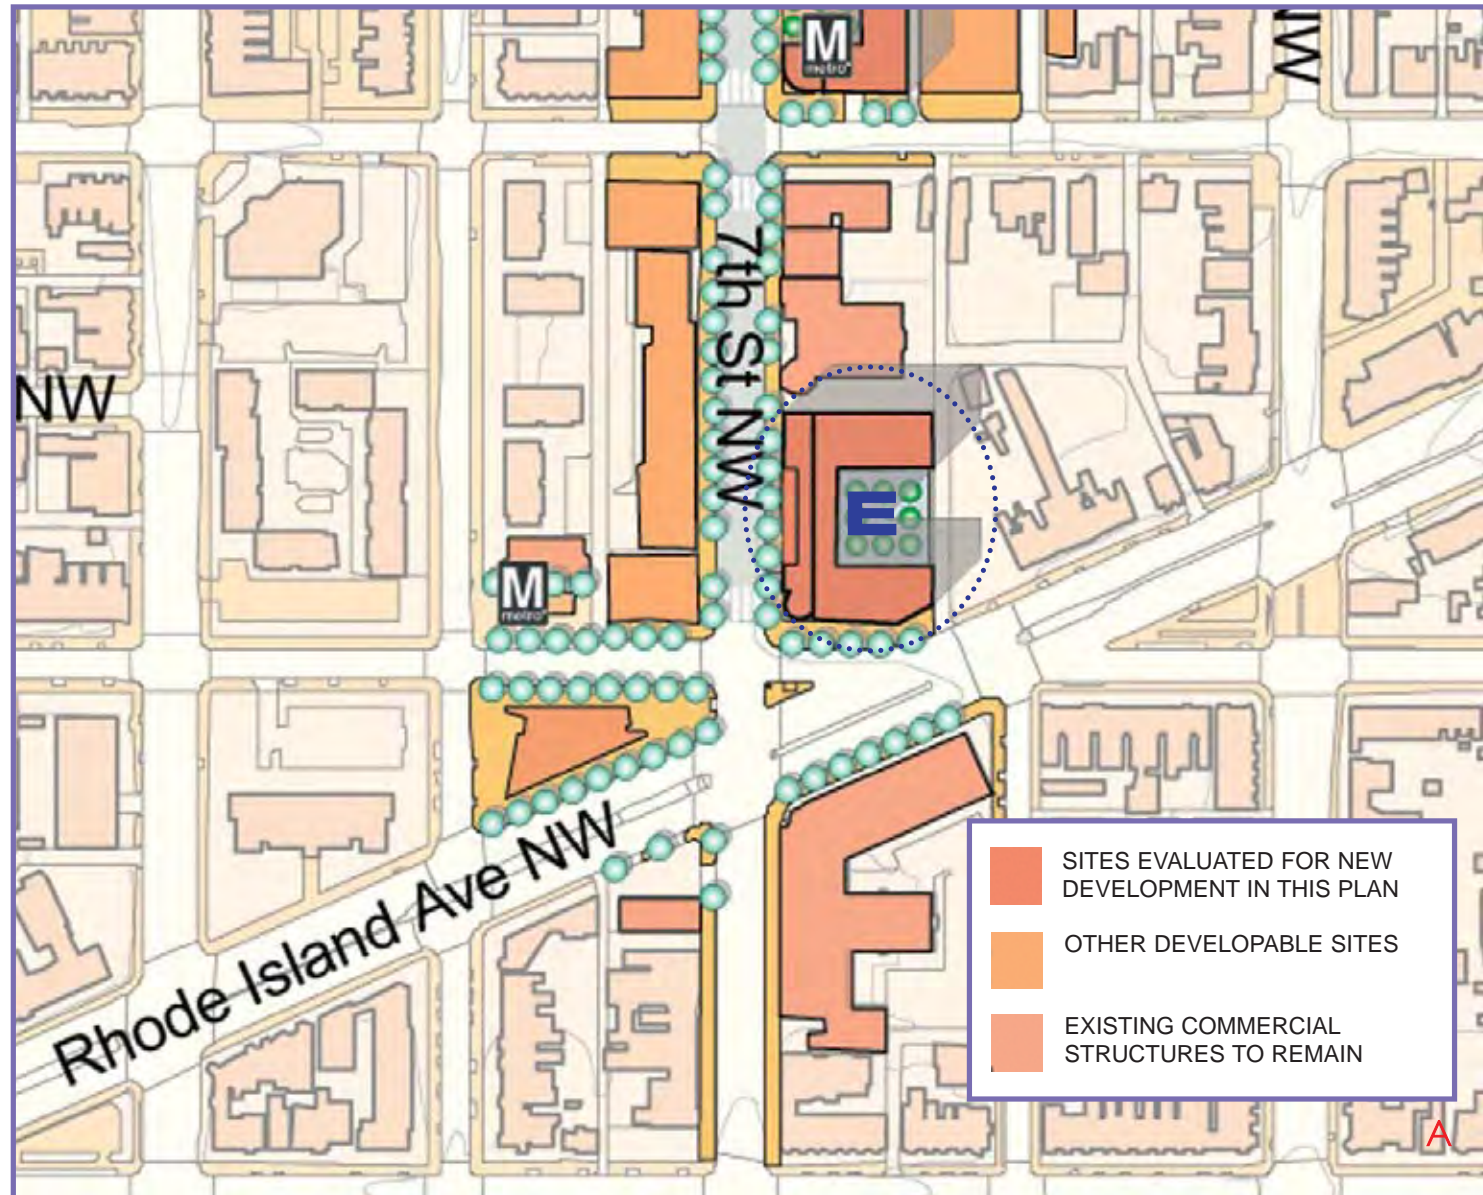 M
metro
NW
7th St NW
NW
E
M
metro
Rhode Island Ave NW
SITES EVALUATED FOR NEW
DEVELOPMENT IN THIS PLAN
OTHER DEVELOPABLE SITES
EXISTING COMMERCIAL
STRUCTURES TO REMAIN
A